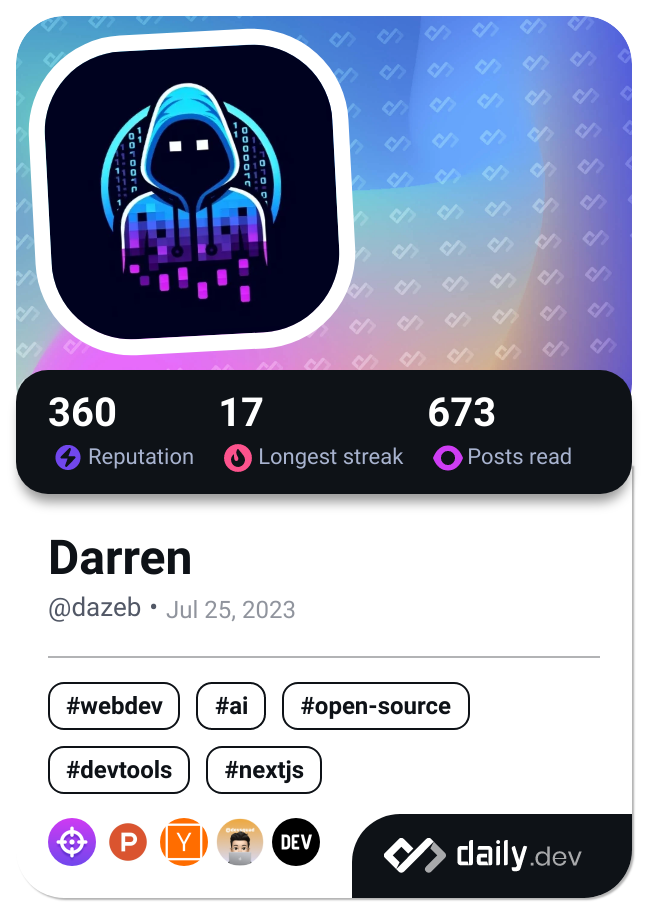 360 17 673
Reputation Longest streak Posts read
Darren
@dazeb • Jul 25, 2023
#webdev #ai #open-source
#devtools #nextjs
P Y DEV
daily.dev